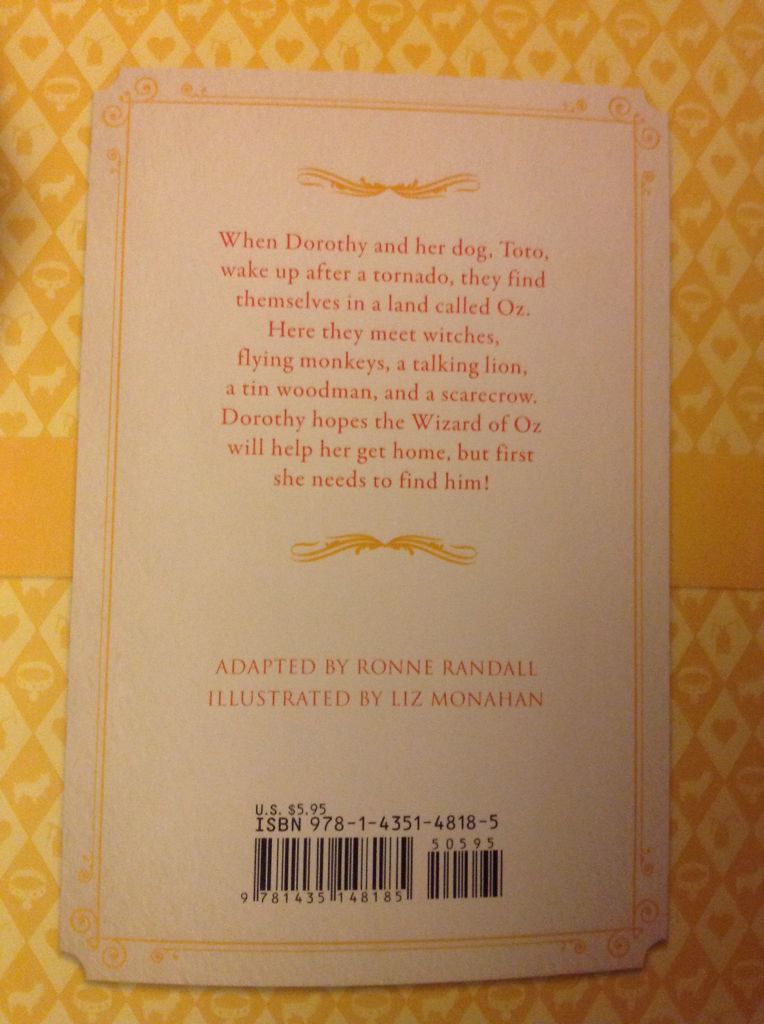 When Dorothy and her dog, Toto,
wake up after a tornado, they find
themselves in a land called Oz.
Here they meet witches,
flying monkeys, a talking lion,
a tin woodman, and a scarecrow.
Dorothy hopes the Wizard of Oz
will help her get home, but first
she needs to find him!
ADAPTED BY RONNE RANDALL
ILLUSTRATED BY LIZ MONAHAN
U.S. $5.95
ISBN 978-1-4351-4818-5
50595
9 781435 148185